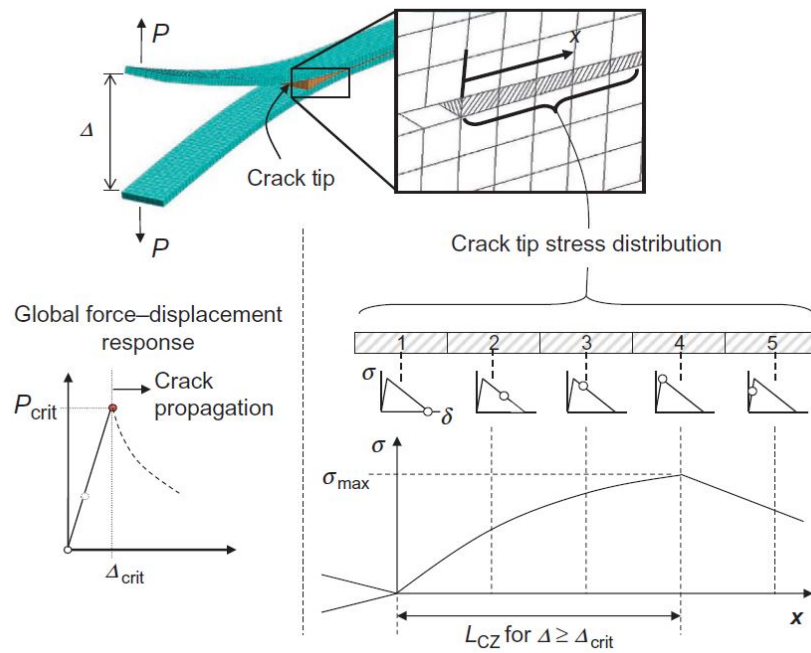 P
x
Δ
Crack tip
P
Crack tip stress distribution
Global force–displacement
response
P_crit
Crack
propagation
Δ_crit
1 2 3 4 5
σ
δ
σ
σ_max
x
L_CZ for Δ ≥ Δ_crit